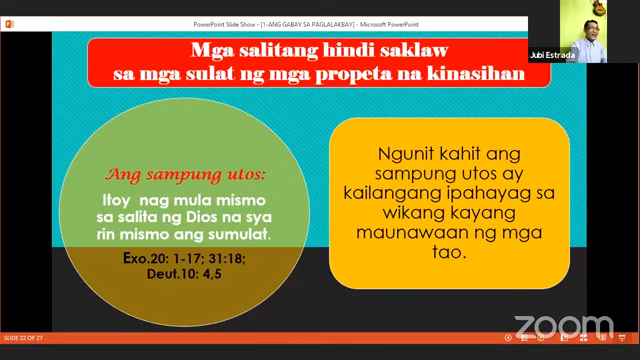 PowerPoint Slide Show - [1-ANG GABAY SA PAGLALAKBAY] - Microsoft PowerPoint
Jubi Estrada
Mga salitang hindi saklaw
sa mga sulat ng mga propeta na kinasihan
Ang sampung utos:
Itoy nag mula mismo
sa salita ng Dios na sya
rin mismo ang sumulat.
Exo.20: 1-17; 31:18;
Deut.10: 4,5
Ngunit kahit ang
sampung utos ay
kailangang ipahayag sa
wikang kayang
maunawaan ng mga
tao.
zoom
SLIDE 22 OF 27